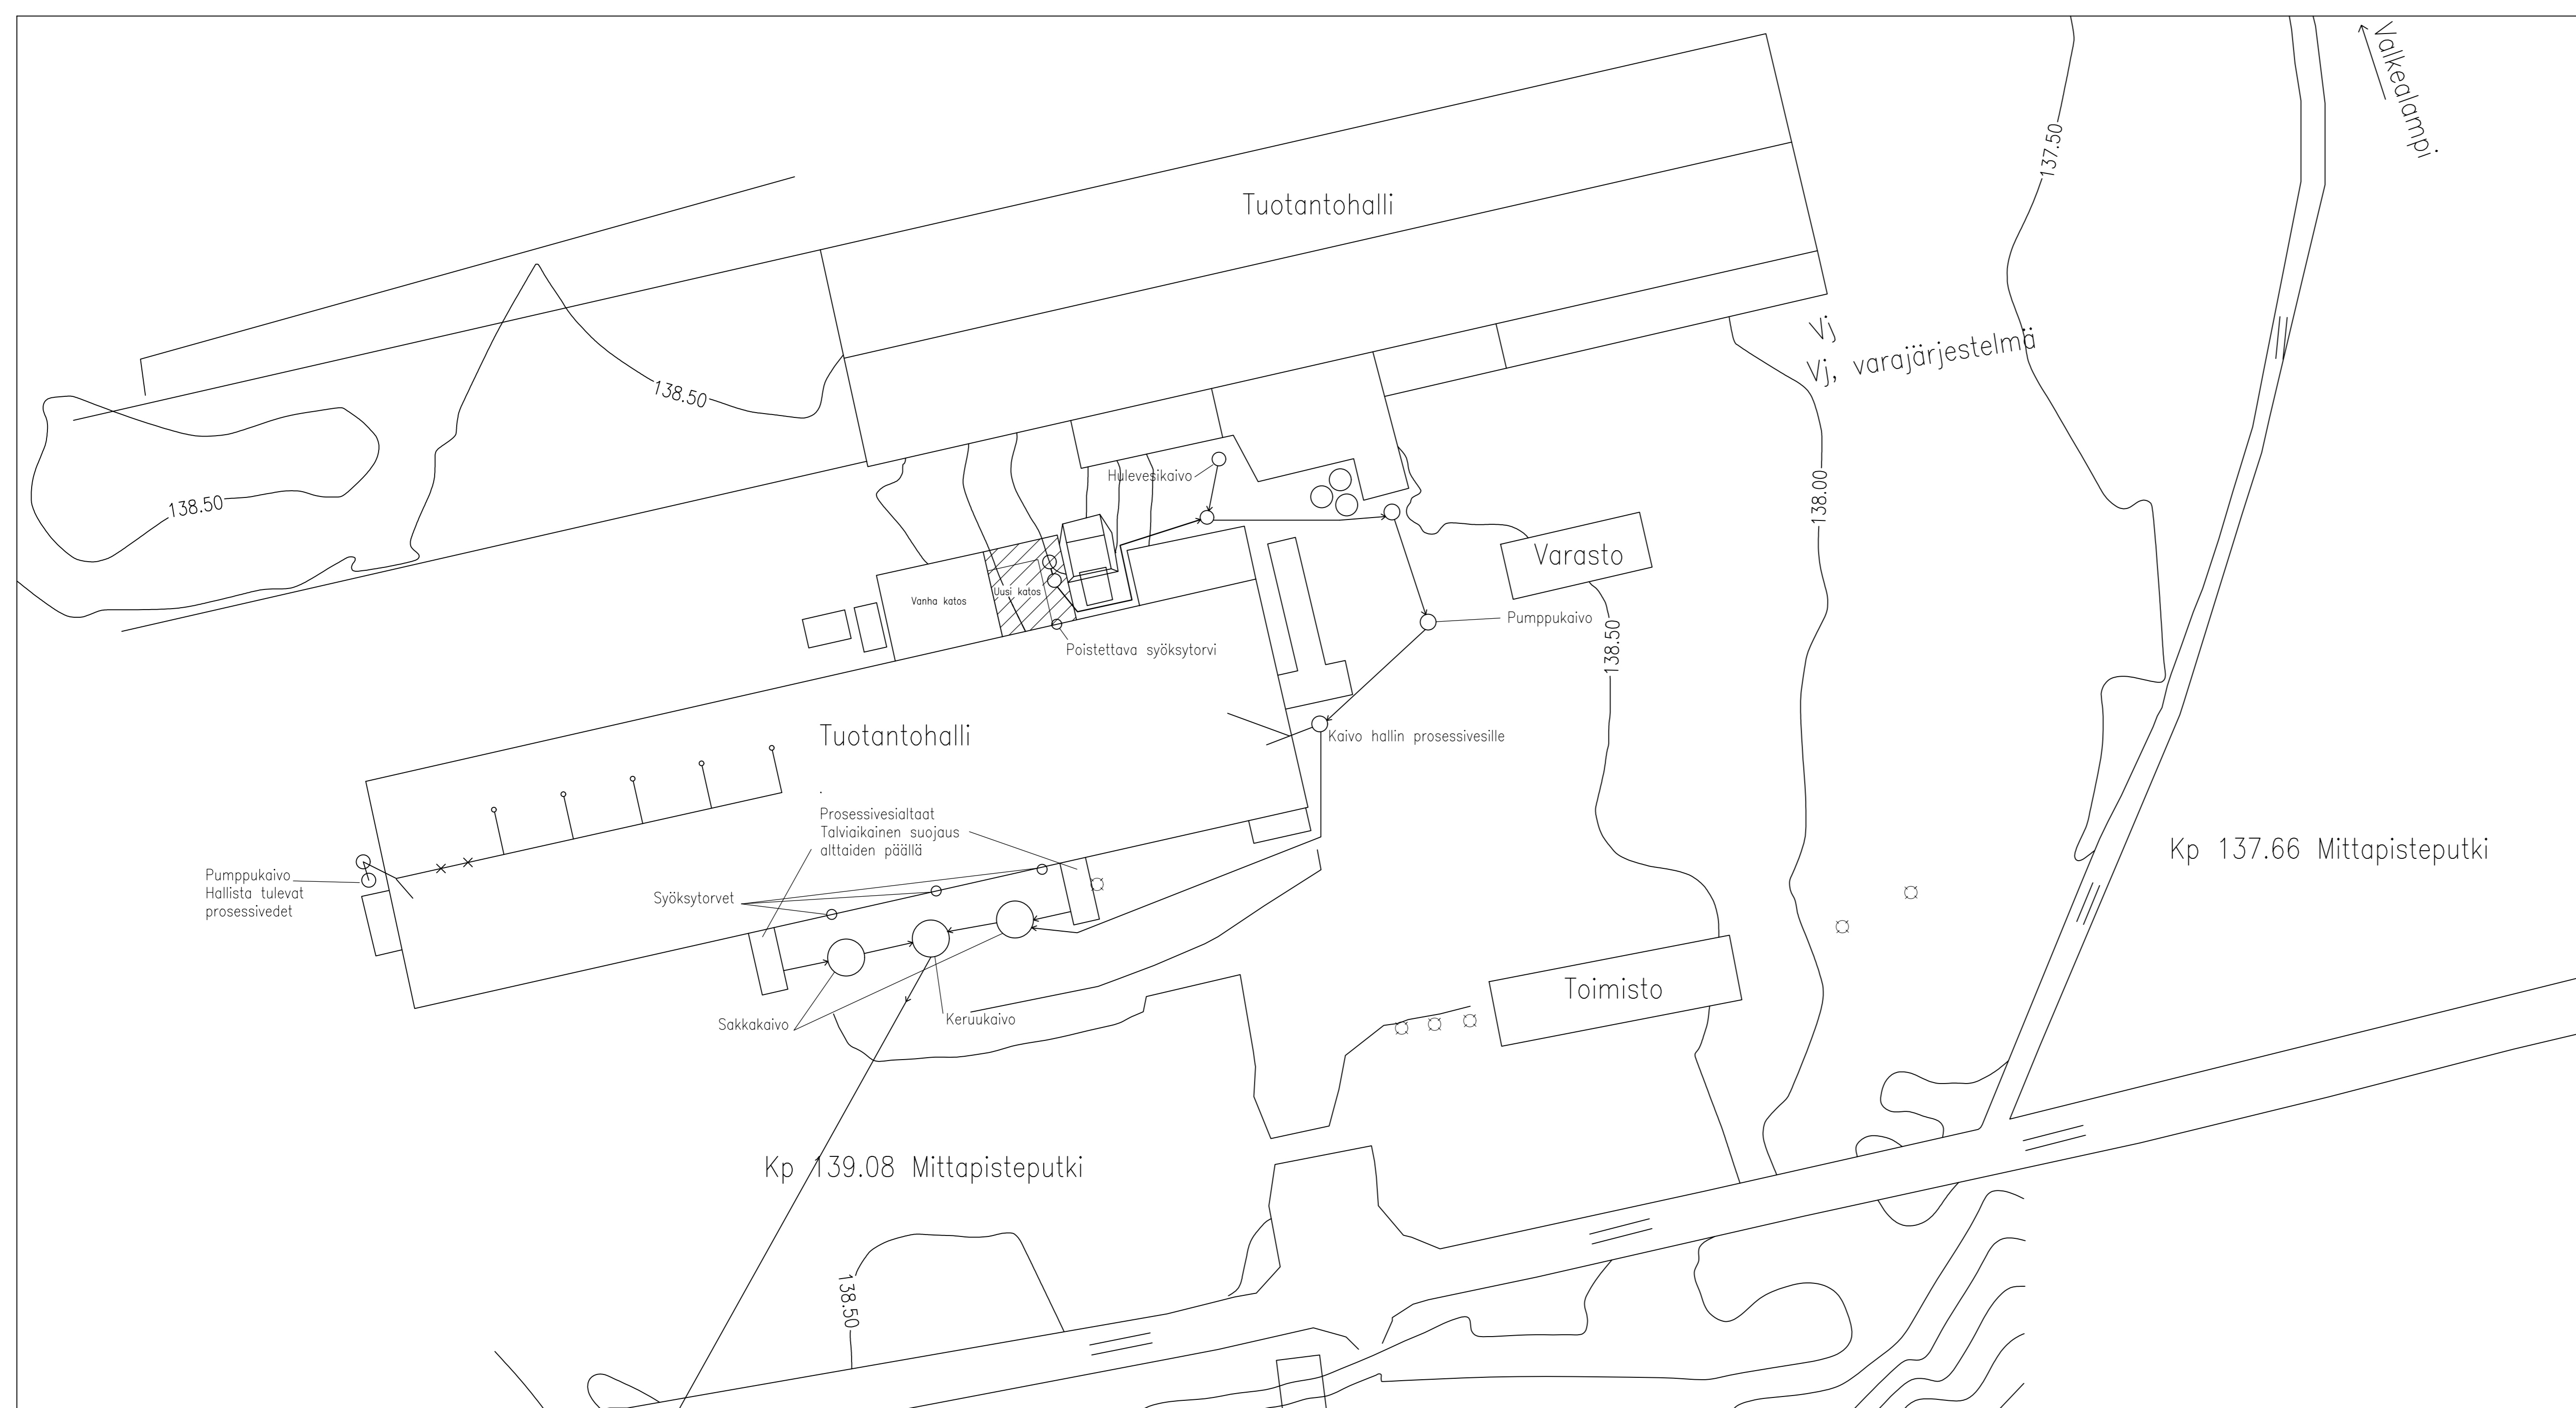 Valkealampi
137.50
Tuotantohalli
Vj
Vj, varajärjestelmä
138.50
138.50
Hulevesikaivo
138.00
Varasto
Vanha katos
Uusi katos
Pumppukaivo
Poistettava syöksytorvi
138.50
Tuotantohalli
Kaivo hallin prosessivesille
Prosessivesialtaat
Talviaikainen suojaus
alttaiden päällä
Kp 137.66 Mittapisteputki
Pumppukaivo
Hallista tulevat
prosessivedet
Syöksytorvet
Toimisto
Sakkakaivo
Keruukaivo
Kp 139.08 Mittapisteputki
138.50